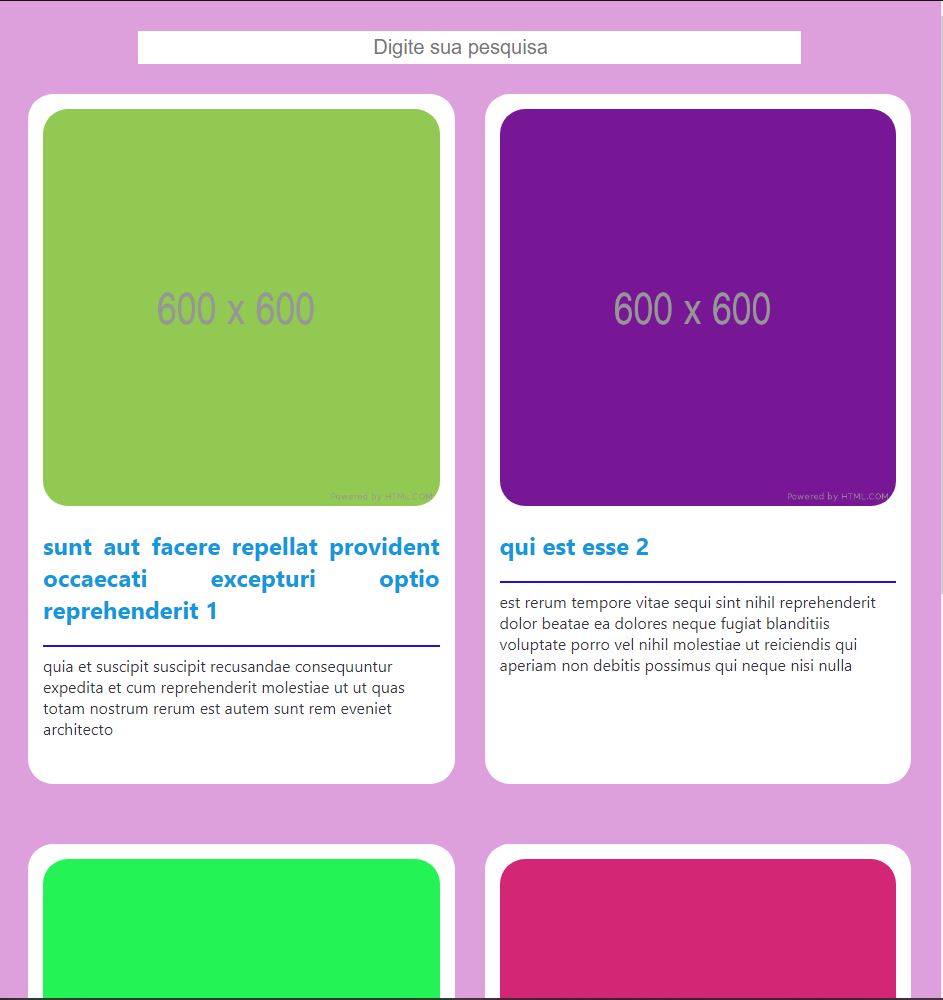 Digite sua pesquisa
600 x 600
Powered by HTML.COM
sunt aut facere repellat provident
occaecati excepturi optio
reprehenderit 1
quia et suscipit suscipit recusandae consequuntur
expedita et cum reprehenderit molestiae ut ut quas
totam nostrum rerum est autem sunt rem eveniet
architecto
600 x 600
Powered by HTML.COM
qui est esse 2
est rerum tempore vitae sequi sint nihil reprehenderit
dolor beatae ea dolores neque fugiat blanditiis
voluptate porro vel nihil molestiae ut reiciendis qui
aperiam non debitis possimus qui neque nisi nulla